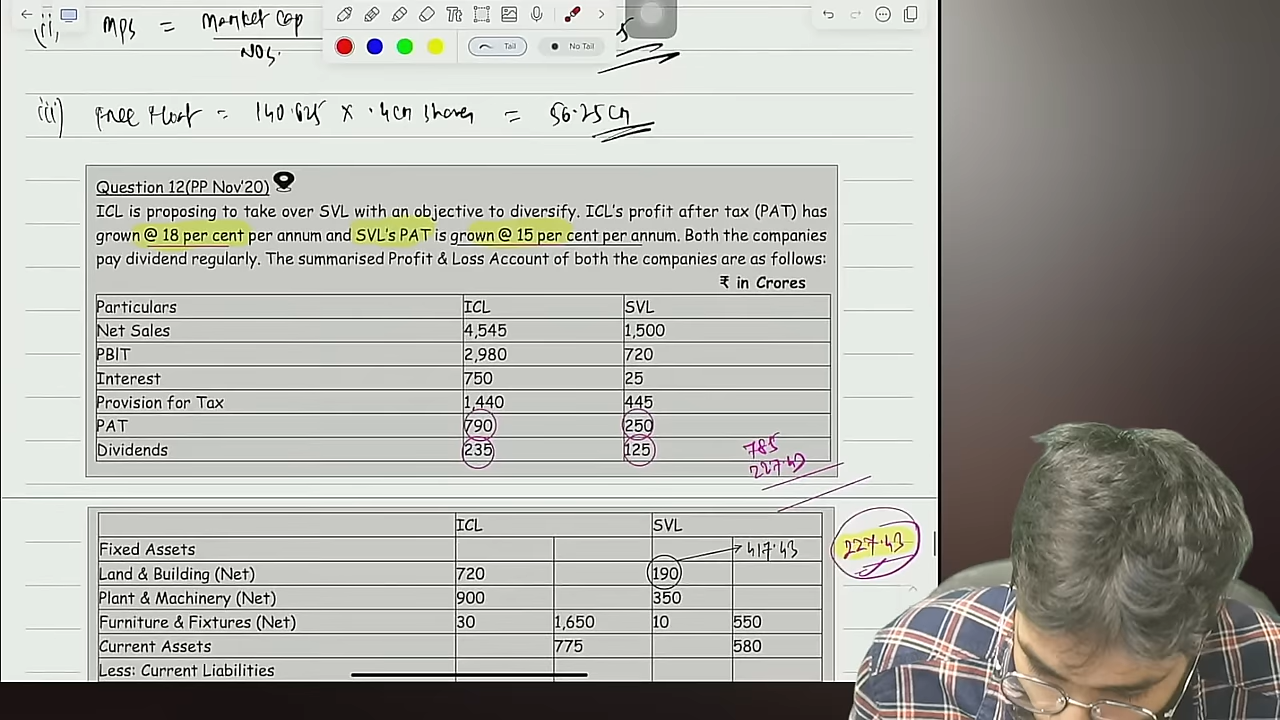 (ii) MPS = Market Cap
NOS. 5
Tail No Tail
(iii) Free Float = 140.625 X .4cr shares = 56.25 Cr
Question 12(PP Nov'20)
ICL is proposing to take over SVL with an objective to diversify. ICL's profit after tax (PAT) has
grown @ 18 per cent per annum and SVL's PAT is grown @ 15 per cent per annum. Both the companies
pay dividend regularly. The summarised Profit & Loss Account of both the companies are as follows:
₹ in Crores
Particulars ICL SVL
Net Sales 4,545 1,500
PBIT 2,980 720
Interest 750 25
Provision for Tax 1,440 445
PAT 790 250
Dividends 235 125
785
227.43
ICL SVL
Fixed Assets 417.43 227.43
Land & Building (Net) 720 190
Plant & Machinery (Net) 900 350
Furniture & Fixtures (Net) 30 1,650 10 550
Current Assets 775 580
Less: Current Liabilities